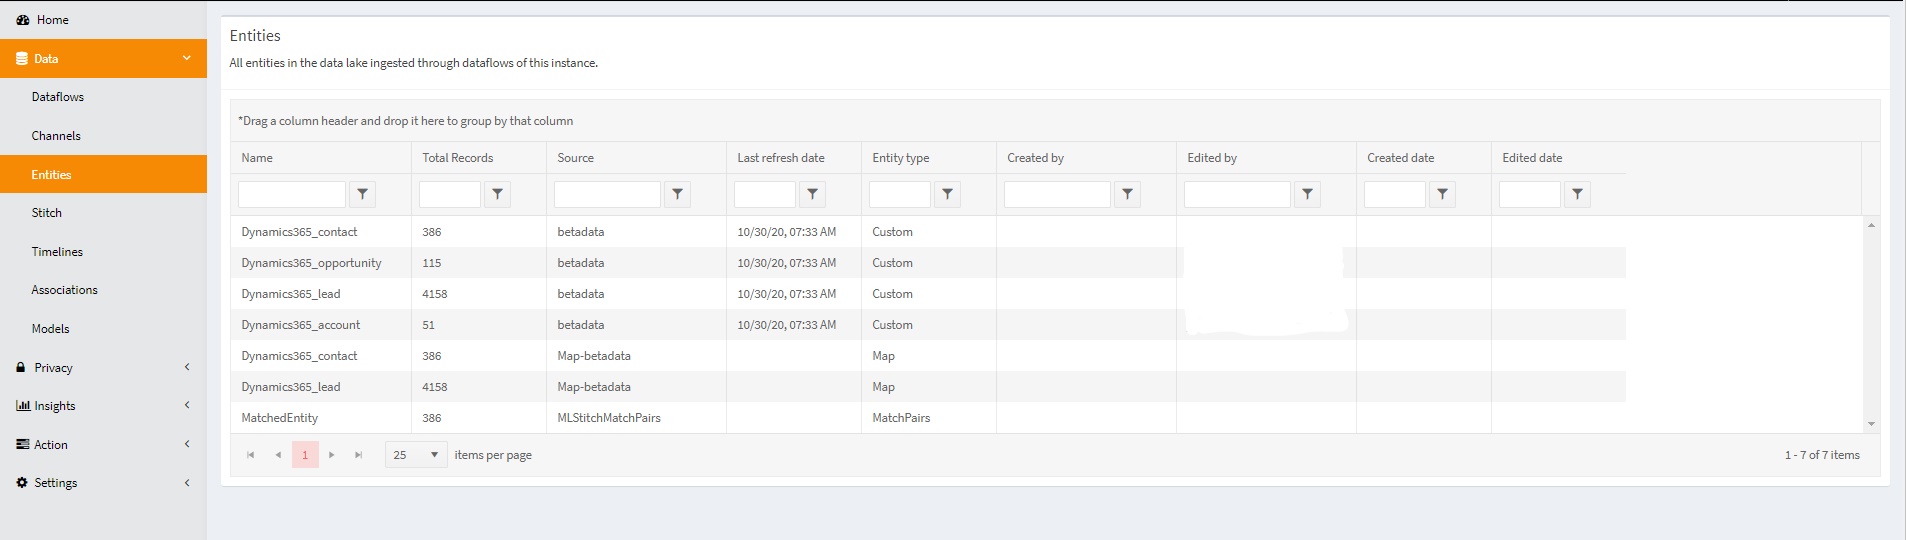 Home
Data
Dataflows
Channels
Entities
Stitch
Timelines
Associations
Models
Privacy
Insights
Action
Settings
Entities
All entities in the data lake ingested through dataflows of this instance.
*Drag a column header and drop it here to group by that column
Name Total Records Source Last refresh date Entity type Created by Edited by Created date Edited date
Dynamics365_contact 386 betadata 10/30/20, 07:33 AM Custom
Dynamics365_opportunity 115 betadata 10/30/20, 07:33 AM Custom
Dynamics365_lead 4158 betadata 10/30/20, 07:33 AM Custom
Dynamics365_account 51 betadata 10/30/20, 07:33 AM Custom
Dynamics365_contact 386 Map-betadata Map
Dynamics365_lead 4158 Map-betadata Map
MatchedEntity 386 MLStitchMatchPairs MatchPairs
1 25 items per page 1 - 7 of 7 items